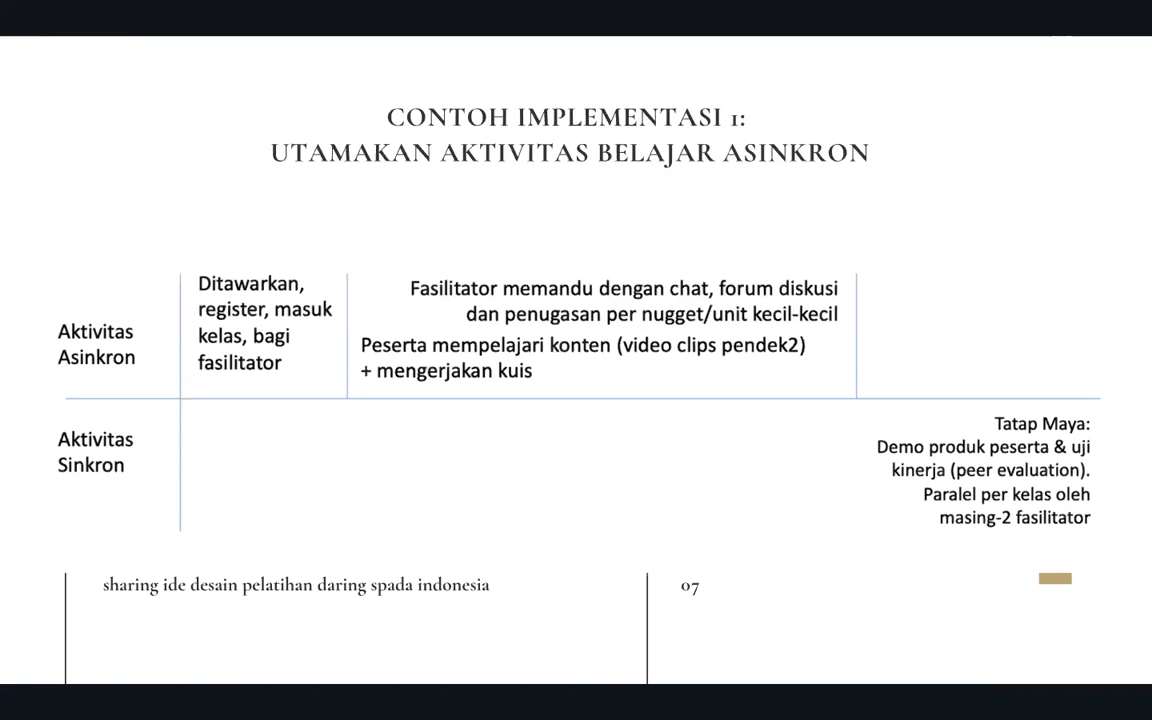 CONTOH IMPLEMENTASI 1:
UTAMAKAN AKTIVITAS BELAJAR ASINKRON
Aktivitas
Asinkron
Ditawarkan,
register, masuk
kelas, bagi
fasilitator
Fasilitator memandu dengan chat, forum diskusi
dan penugasan per nugget/unit kecil-kecil
Peserta mempelajari konten (video clips pendek2)
+ mengerjakan kuis
Aktivitas
Sinkron
Tatap Maya:
Demo produk peserta & uji
kinerja (peer evaluation).
Paralel per kelas oleh
masing-2 fasilitator
sharing ide desain pelatihan daring spada indonesia
07